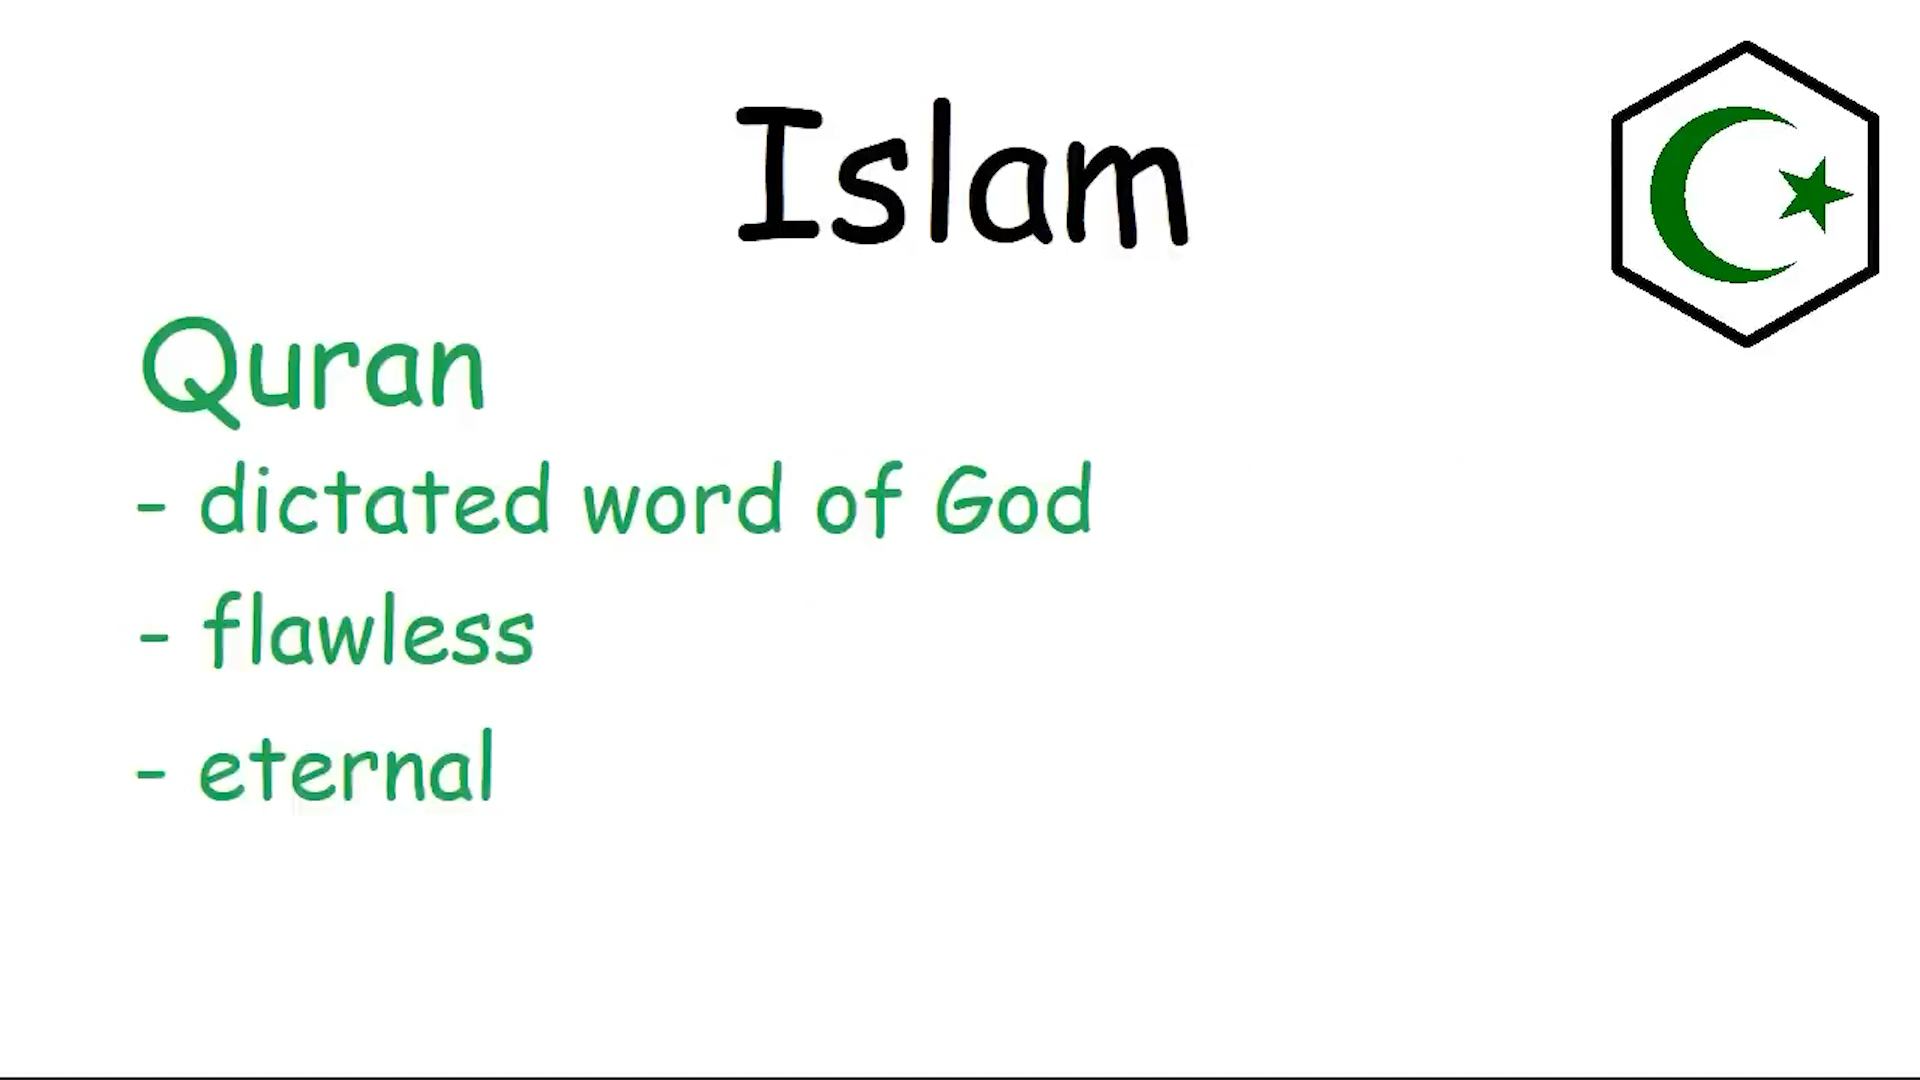 Islam
Quran
- dictated word of God
- flawless
- eternal